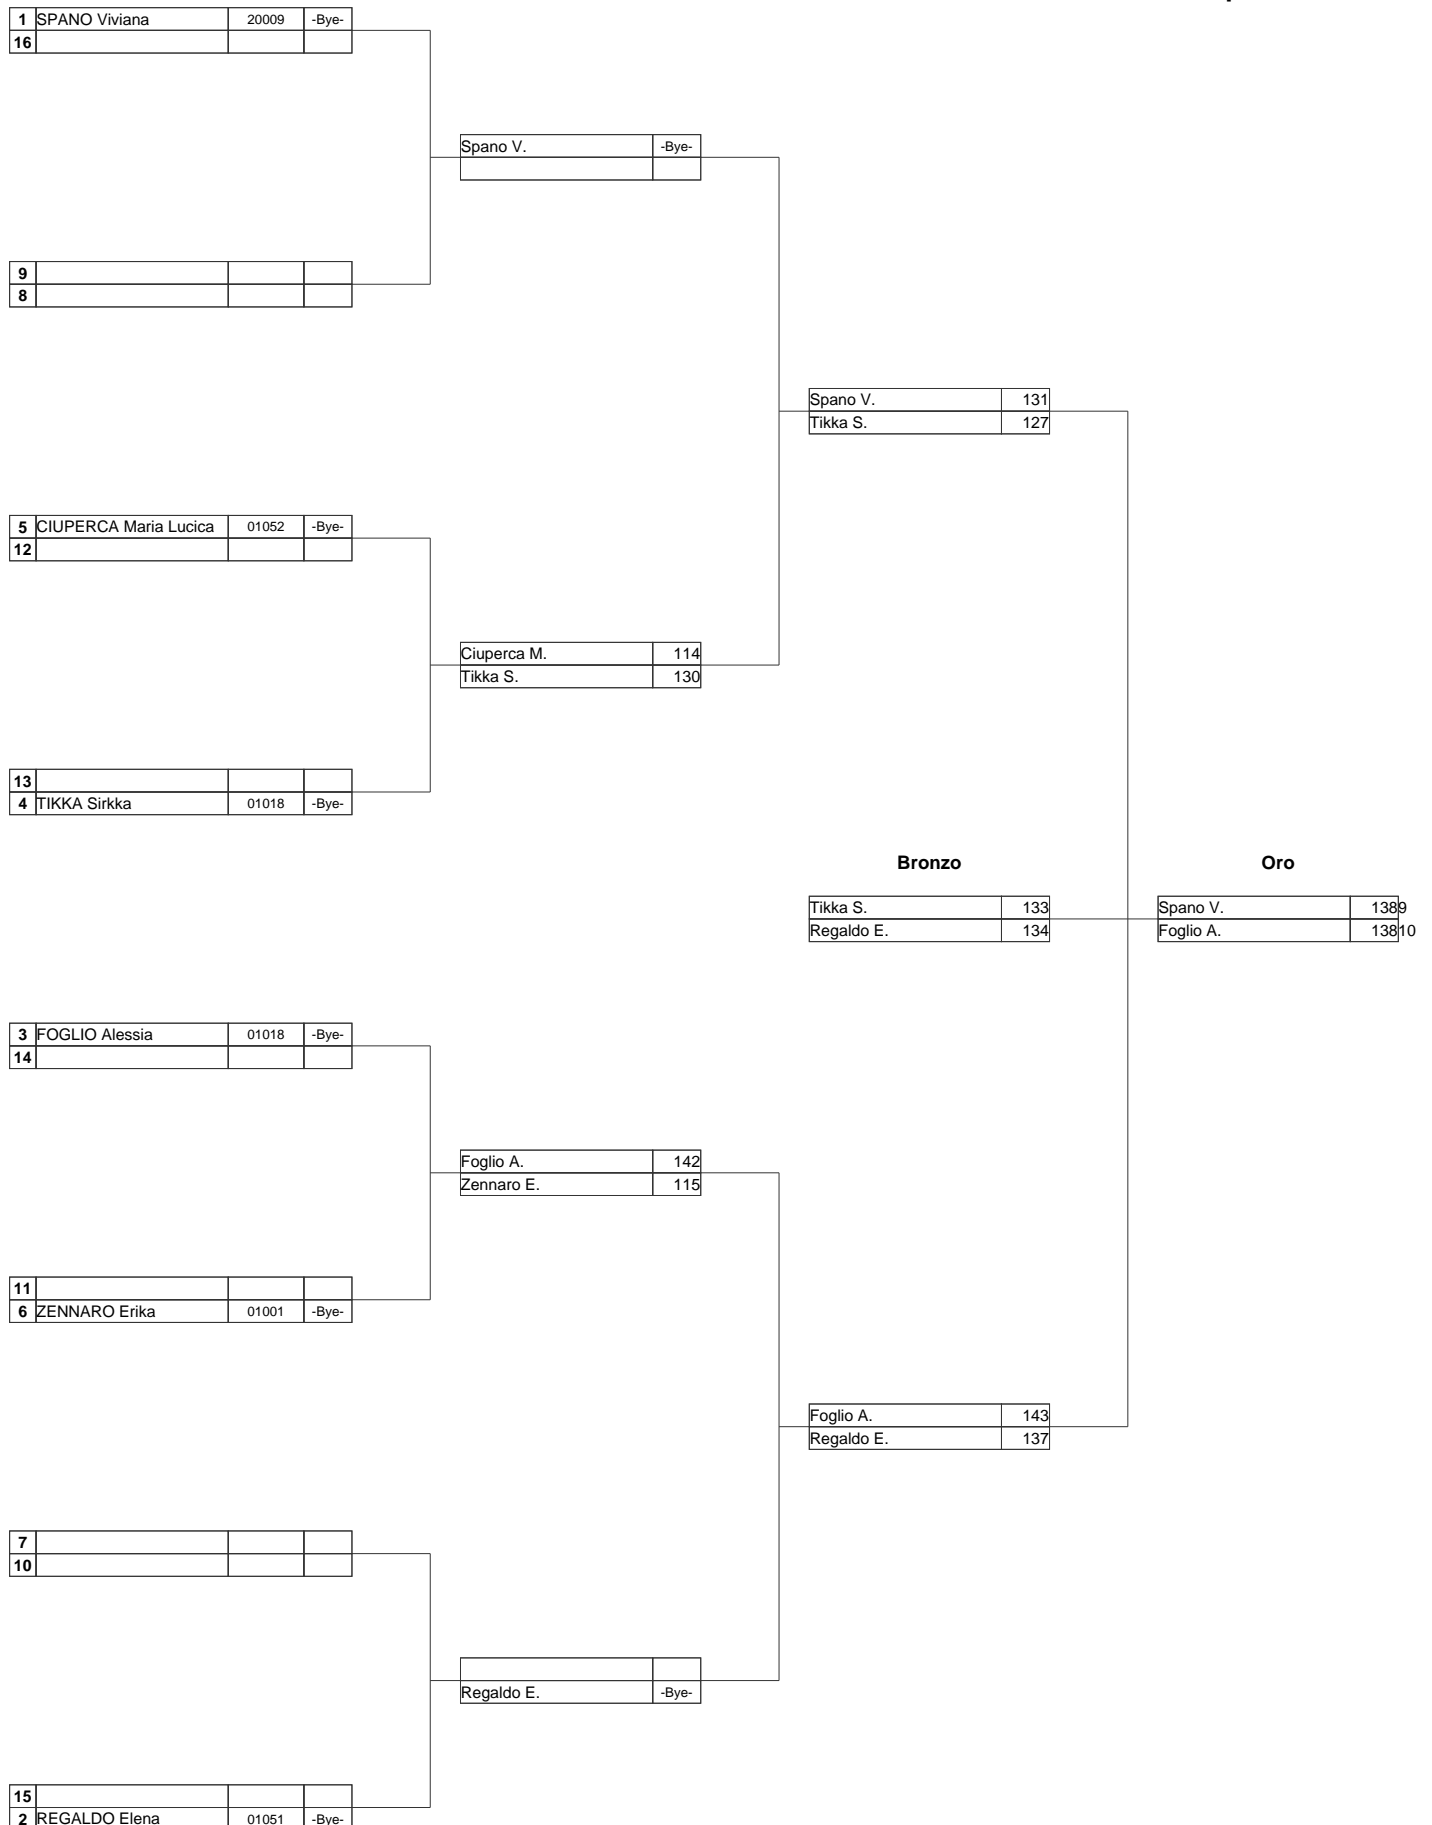 1 SPANO Viviana 20009 -Bye-
16
Spano V. -Bye-
9
8
Spano V. 131
Tikka S. 127
5 CIUPERCA Maria Lucica 01052 -Bye-
12
Ciuperca M. 114
Tikka S. 130
13
4 TIKKA Sirkka 01018 -Bye-
Bronzo Oro
Tikka S. 133 Spano V. 1389
Regaldo E. 134 Foglio A. 13810
3 FOGLIO Alessia 01018 -Bye-
14
Foglio A. 142
Zennaro E. 115
11
6 ZENNARO Erika 01001 -Bye-
Foglio A. 143
Regaldo E. 137
7
10
Regaldo E. -Bye-
15
2 REGALDO Elena 01051 -Bye-